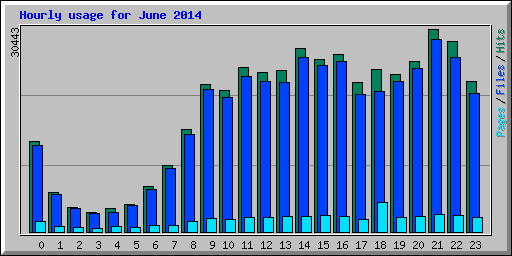 Hourly usage for June 2014
30443
Pages/Files/Hits
0 1 2 3 4 5 6 7 8 9 10 11 12 13 14 15 16 17 18 19 20 21 22 23